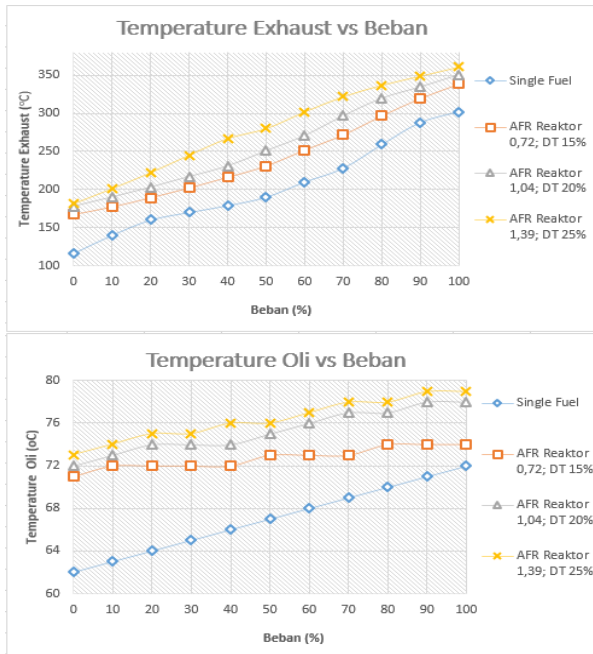 Temperature Exhaust vs Beban
Temperature Exhaust (°C)
350
300
250
200
150
100
0 10 20 30 40 50 60 70 80 90 100
Beban (%)
Single Fuel
AFR Reaktor
0,72; DT 15%
AFR Reaktor
1,04; DT 20%
AFR Reaktor
1,39; DT 25%
Temperature Oli vs Beban
Temperature Oli (oC)
80
76
72
68
64
60
0 10 20 30 40 50 60 70 80 90 100
Beban (%)
Single Fuel
AFR Reaktor
0,72; DT 15%
AFR Reaktor
1,04; DT 20%
AFR Reaktor
1,39; DT 25%